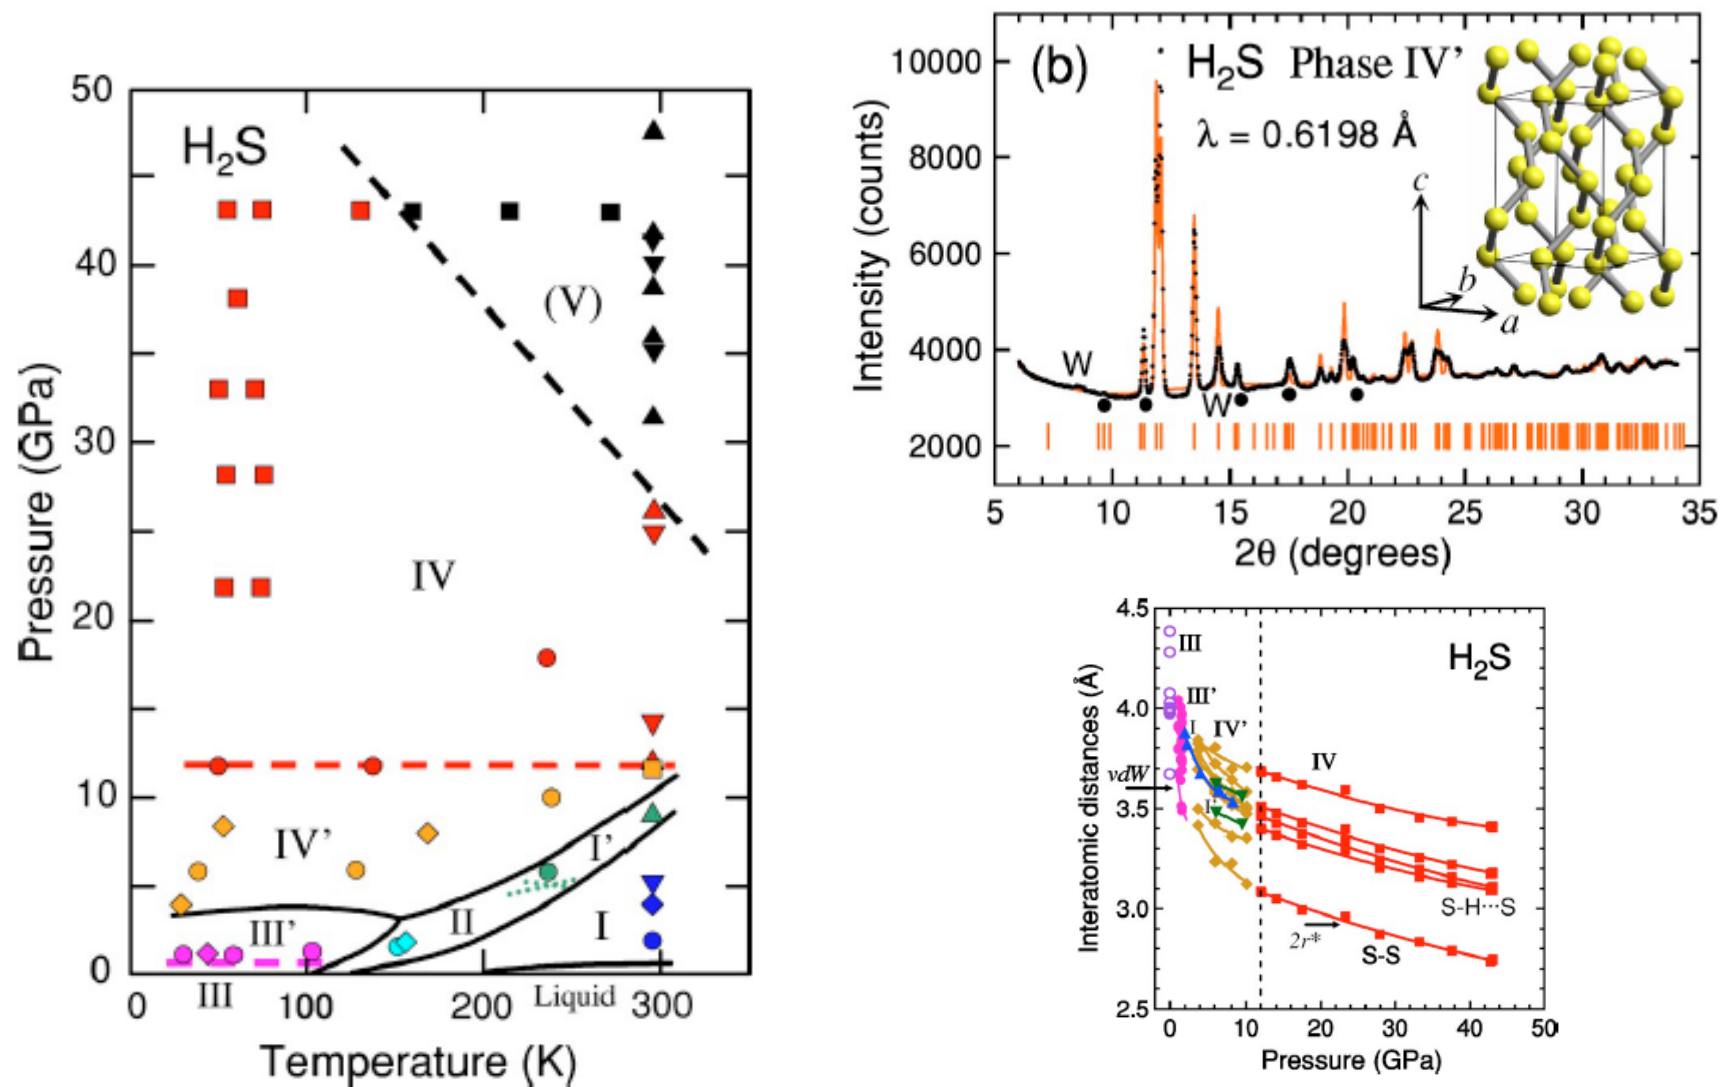 50
H₂S
40
(V)
Pressure (GPa)
30
IV
20
10
IV’
I’
II
III’
I
0
0
III
100
200
Liquid
300
Temperature (K)
10000
(b)
H₂S Phase IV’
λ = 0.6198 Å
8000
Intensity (counts)
c
b
a
6000
4000
W
W
2000
5
10
15
20
25
30
35
2θ (degrees)
4.5
III
H₂S
Interatomic distances (Å)
4.0
III’
I
IV’
IV
vdW
3.5
I’
S-H···S
3.0
2r*
S-S
2.5
0
10
20
30
40
50
Pressure (GPa)